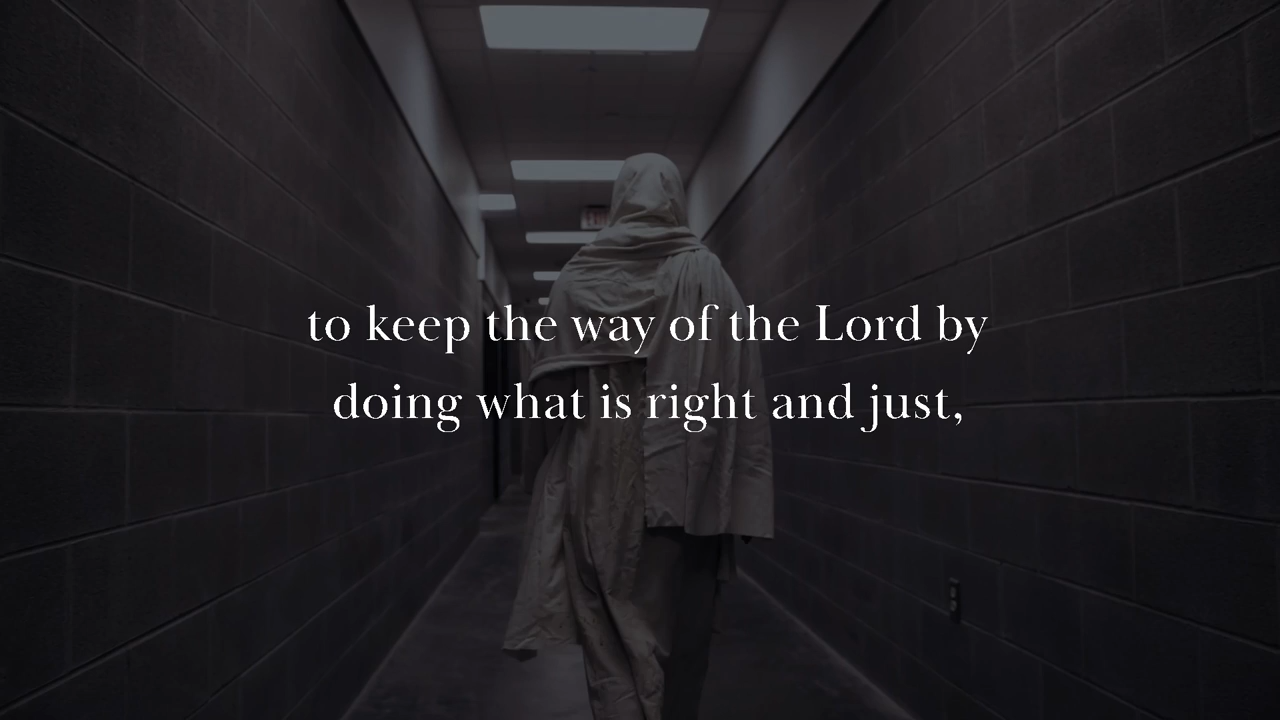 to keep the way of the Lord by
doing what is right and just,